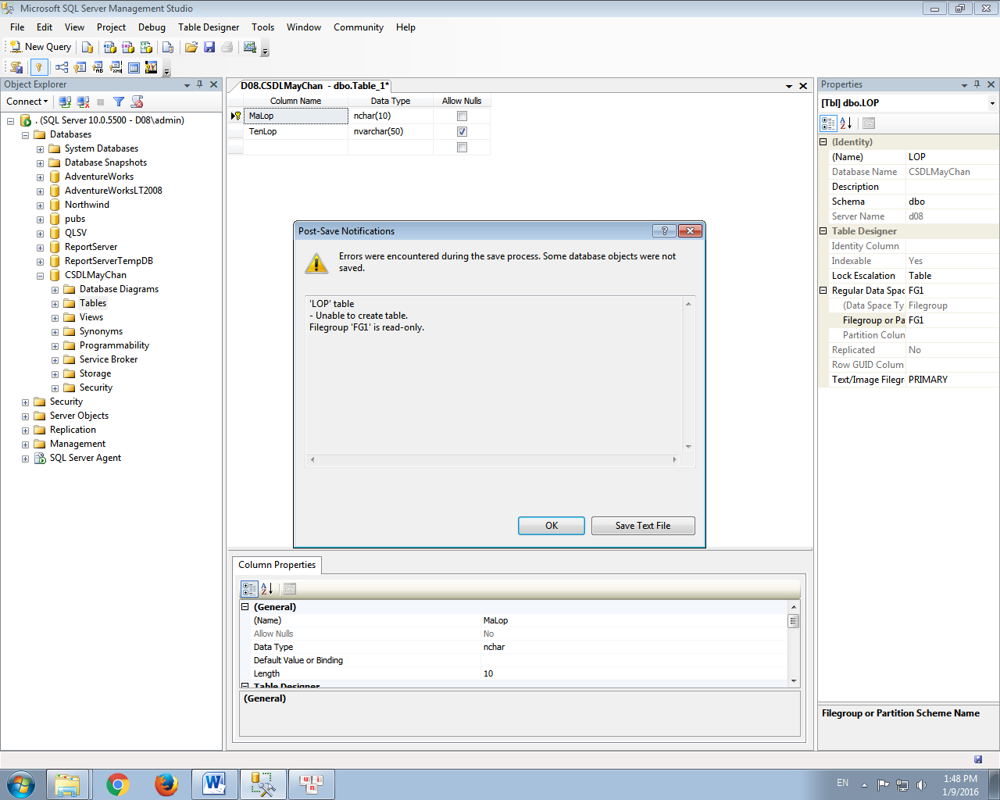 Microsoft SQL Server Management Studio
File Edit View Project Debug Table Designer Tools Window Community Help
New Query
Object Explorer
Connect
. (SQL Server 10.0.5500 - D08\admin)
Databases
System Databases
Database Snapshots
AdventureWorks
AdventureWorksLT2008
Northwind
pubs
QLSV
ReportServer
ReportServerTempDB
CSDLMayChan
Database Diagrams
Tables
Views
Synonyms
Programmability
Service Broker
Storage
Security
Security
Server Objects
Replication
Management
SQL Server Agent
D08.CSDLMayChan - dbo.Table_1*
Column Name Data Type Allow Nulls
MaLop nchar(10)
TenLop nvarchar(50)
Post-Save Notifications
Errors were encountered during the save process. Some database objects were not
saved.
'LOP' table
- Unable to create table.
Filegroup 'FG1' is read-only.
OK Save Text File
Column Properties
(General)
(Name) MaLop
Allow Nulls No
Data Type nchar
Default Value or Binding
Length 10
Table Designer
(General)
Properties
[Tbl] dbo.LOP
(Identity)
(Name) LOP
Database Name CSDLMayChan
Description
Schema dbo
Server Name d08
Table Designer
Identity Column
Indexable Yes
Lock Escalation Table
Regular Data Spac FG1
(Data Space Ty Filegroup
Filegroup or Pa FG1
Partition Colun
Replicated No
Row GUID Colum
Text/Image Filegr PRIMARY
Filegroup or Partition Scheme Name
EN
1:48 PM
1/9/2016